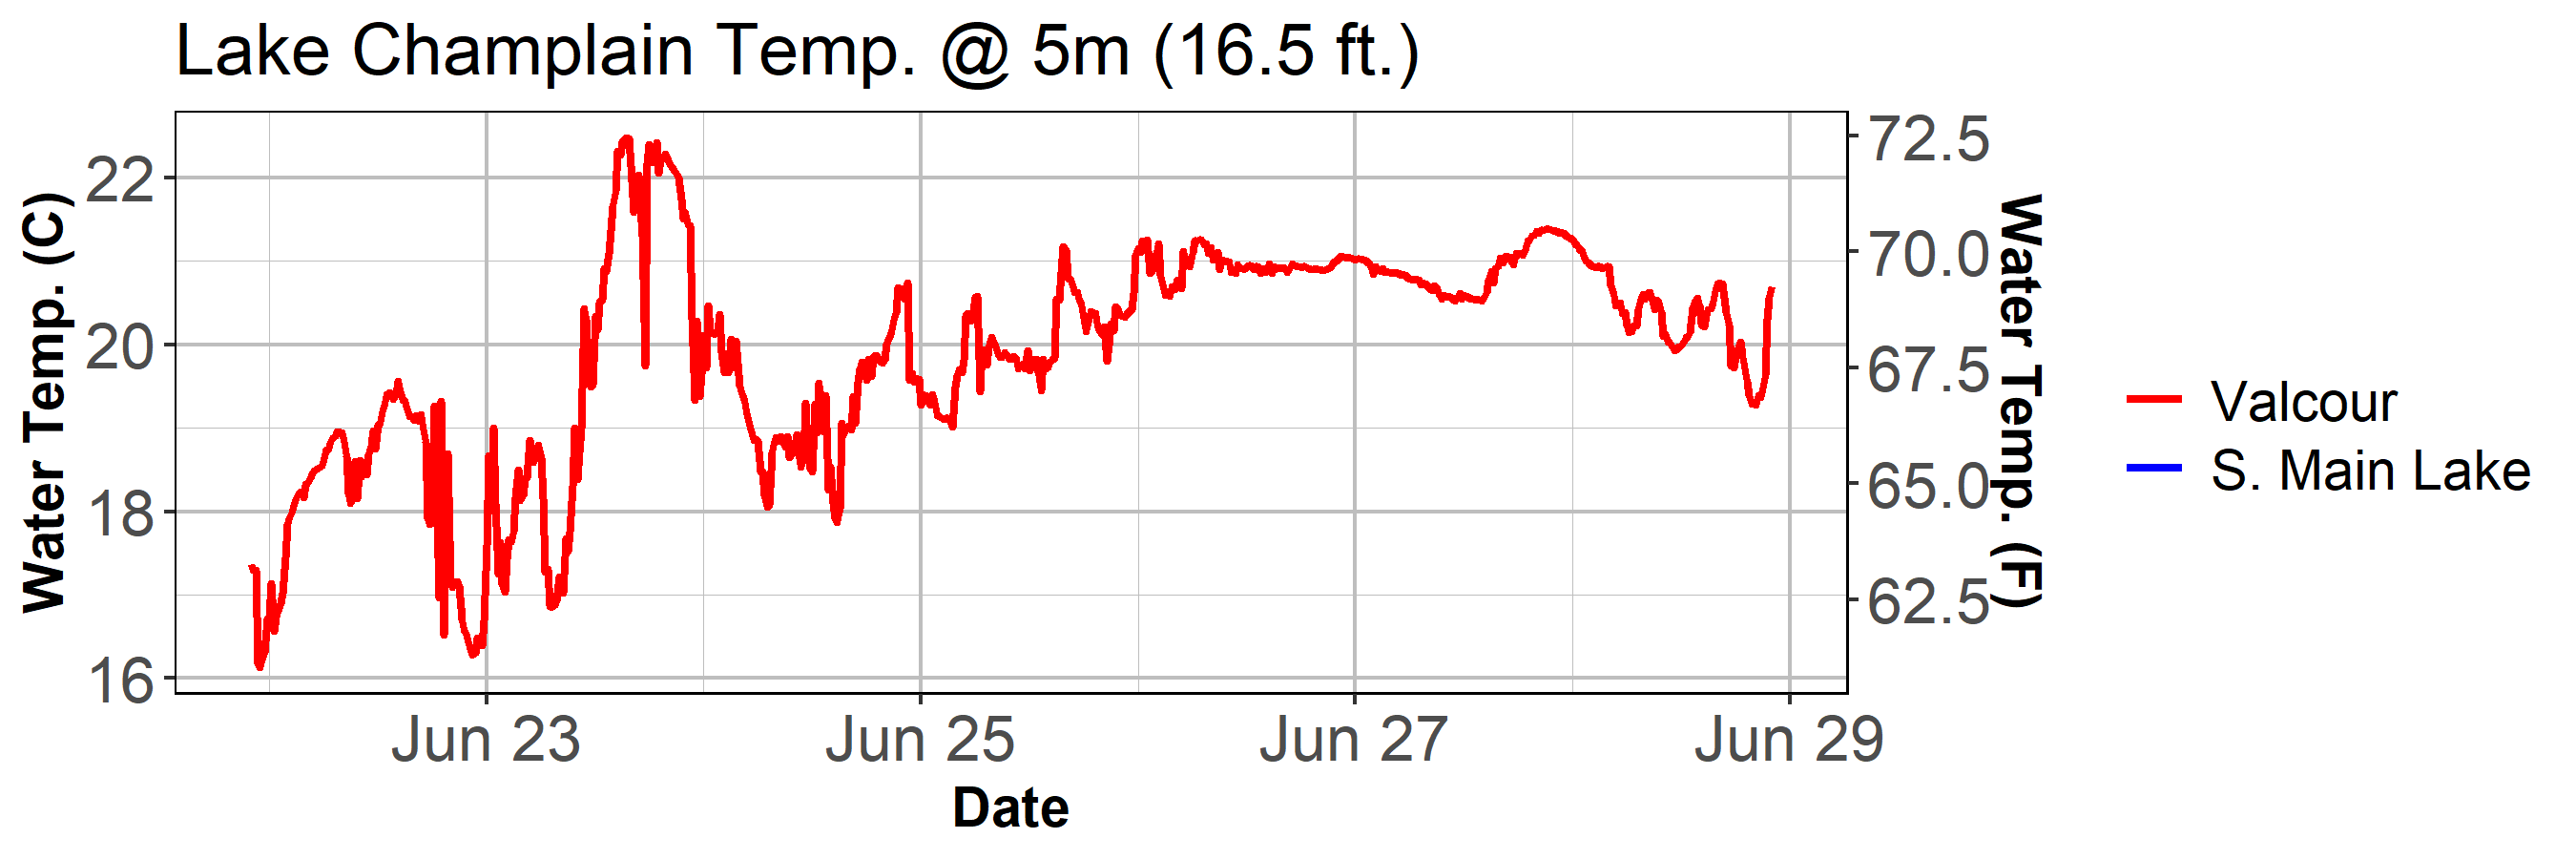 Lake Champlain Temp. @ 5m (16.5 ft.)
Water Temp. (C)
22
20
18
16
72.5
70.0
67.5
65.0
62.5
Water Temp. (F)
Valcour
S. Main Lake
Jun 23
Jun 25
Jun 27
Jun 29
Date